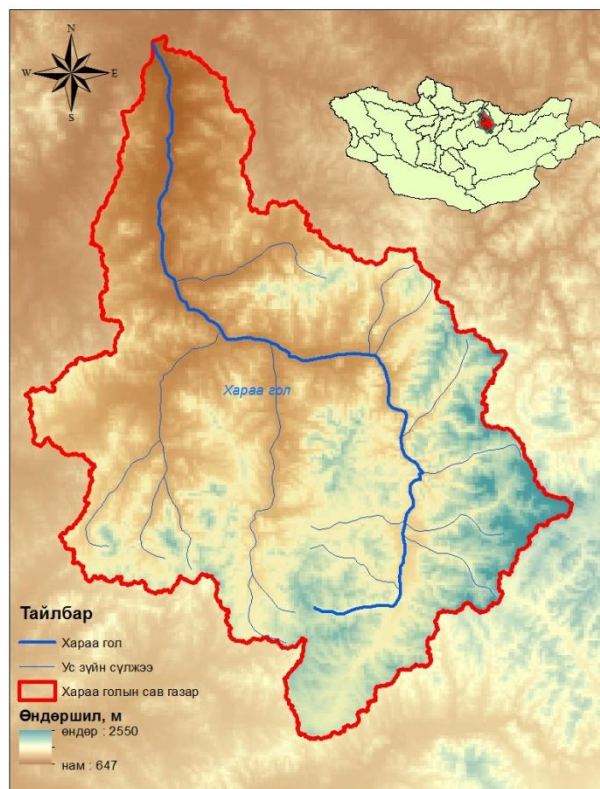 N
W E
S
Хараа гол
Тайлбар
Хараа гол
Ус зүйн сүлжээ
Хараа голын сав газар
Өндөршил, м
өндөр : 2550
нам : 647